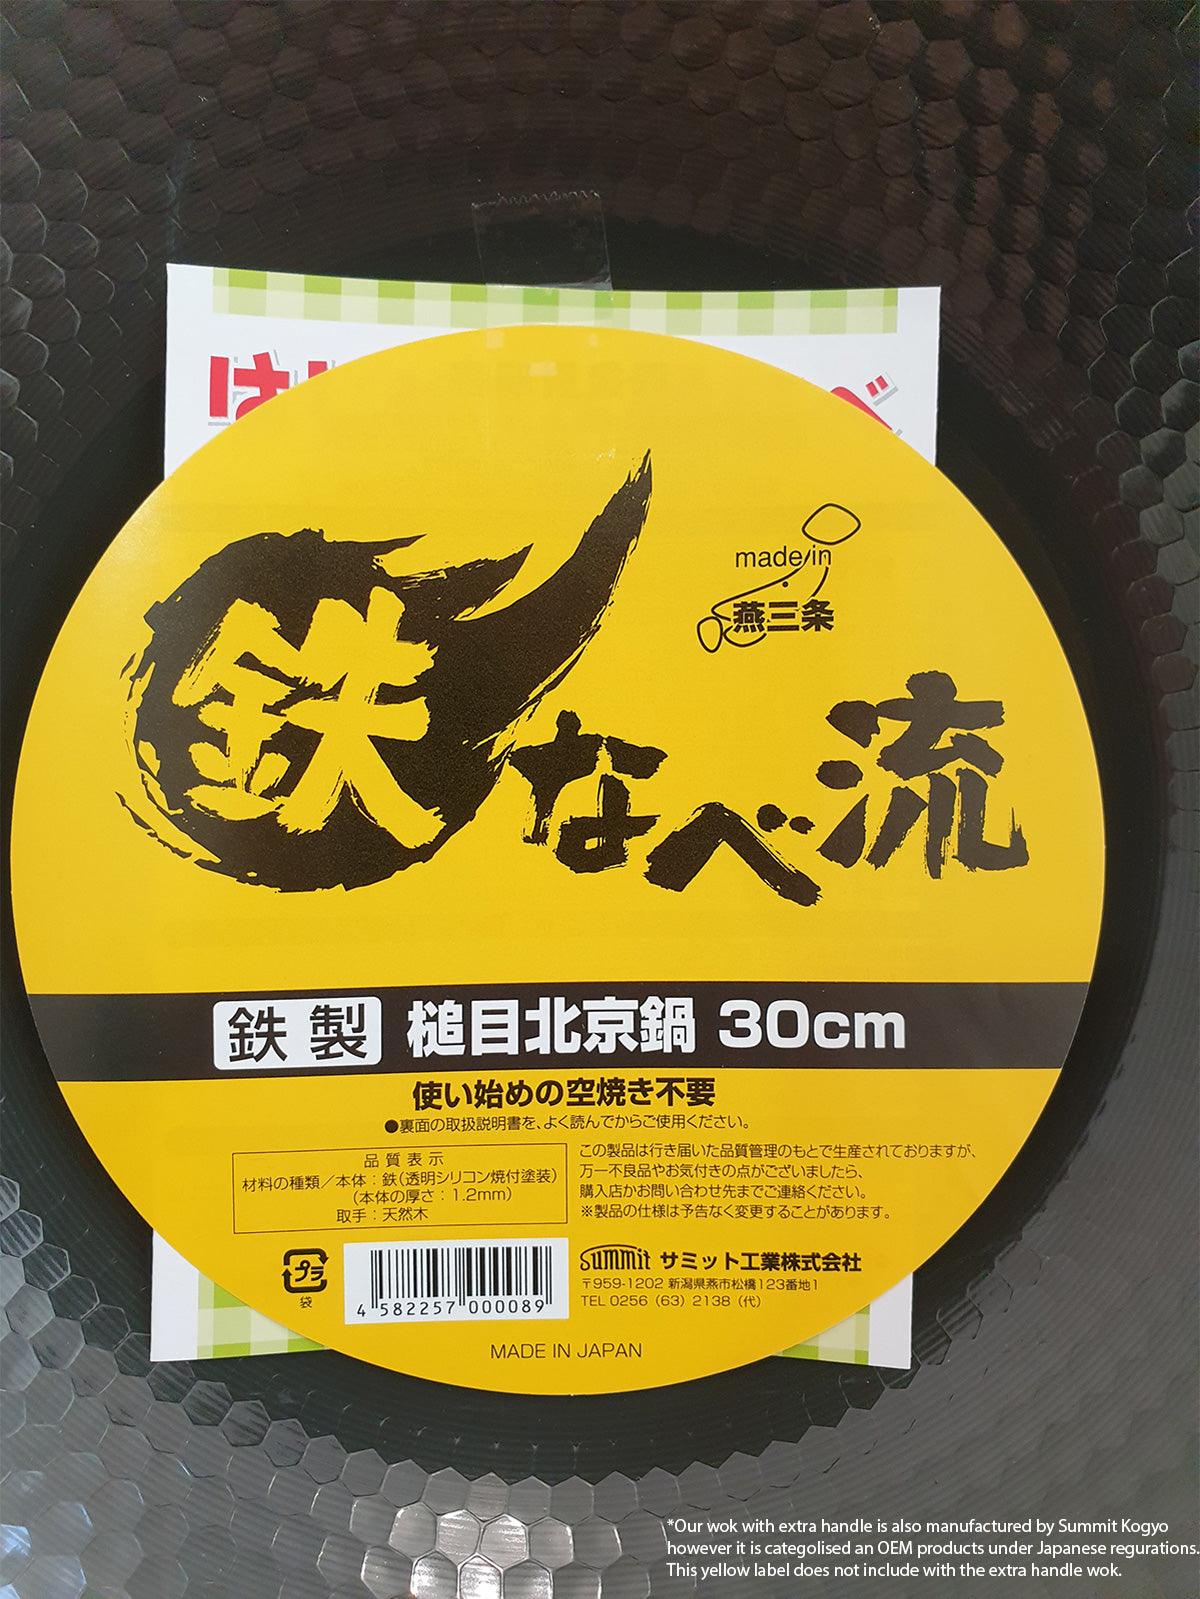 は
made in
燕三条
鉄なべ流
鉄製 槌目北京鍋 30cm
使い始めの空焼き不要
●裏面の取扱説明書を、よく読んでからご使用ください。
品質表示
材料の種類／本体：鉄（透明シリコン焼付塗装）
（本体の厚さ：1.2mm）
取手：天然木
この製品は行き届いた品質管理のもとで生産されておりますが、
万一不良品やお気付きの点がございましたら、
購入店かお問い合わせ先までご連絡ください。
※製品の仕様は予告なく変更することがあります。
プラ
袋
4 582257 000089
summit サミット工業株式会社
〒959-1202 新潟県燕市松橋123番地1
TEL 0256（63）2138（代）
MADE IN JAPAN
*Our wok with extra handle is also manufactured by Summit Kogyo
however it is categolised an OEM products under Japanese regurations.
This yellow label does not include with the extra handle wok.